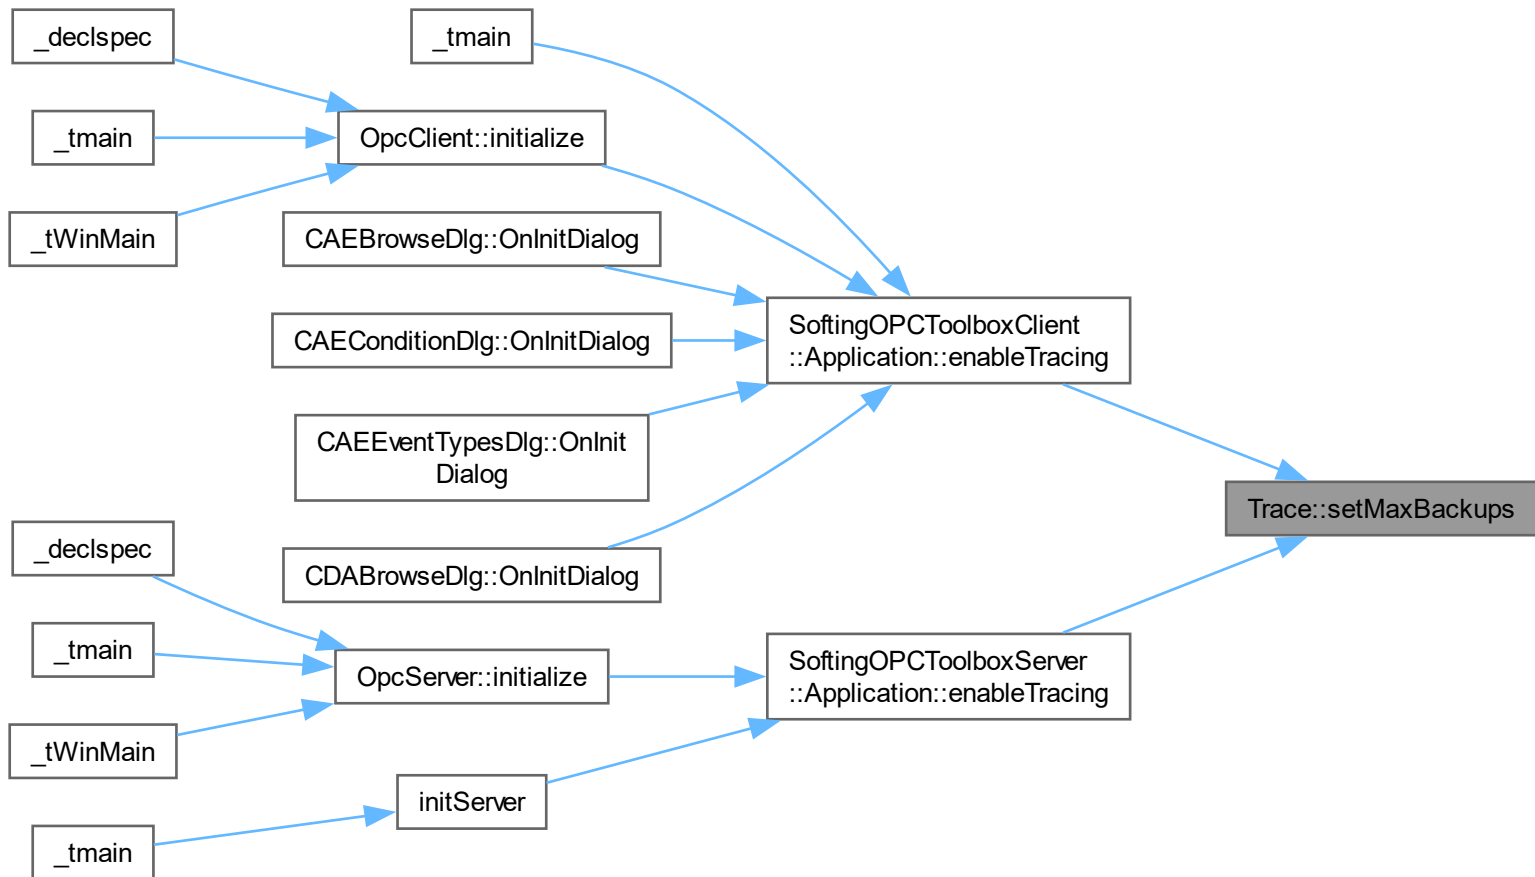 _declspec
_tmain
_tmain
OpcClient::initialize
_tWinMain
CAEBrowseDlg::OnInitDialog
SoftingOPCToolboxClient
::Application::enableTracing
CAEConditionDlg::OnInitDialog
CAEEventTypesDlg::OnInit
Dialog
Trace::setMaxBackups
_declspec
CDABrowseDlg::OnInitDialog
_tmain
OpcServer::initialize
SoftingOPCToolboxServer
::Application::enableTracing
_tWinMain
initServer
_tmain